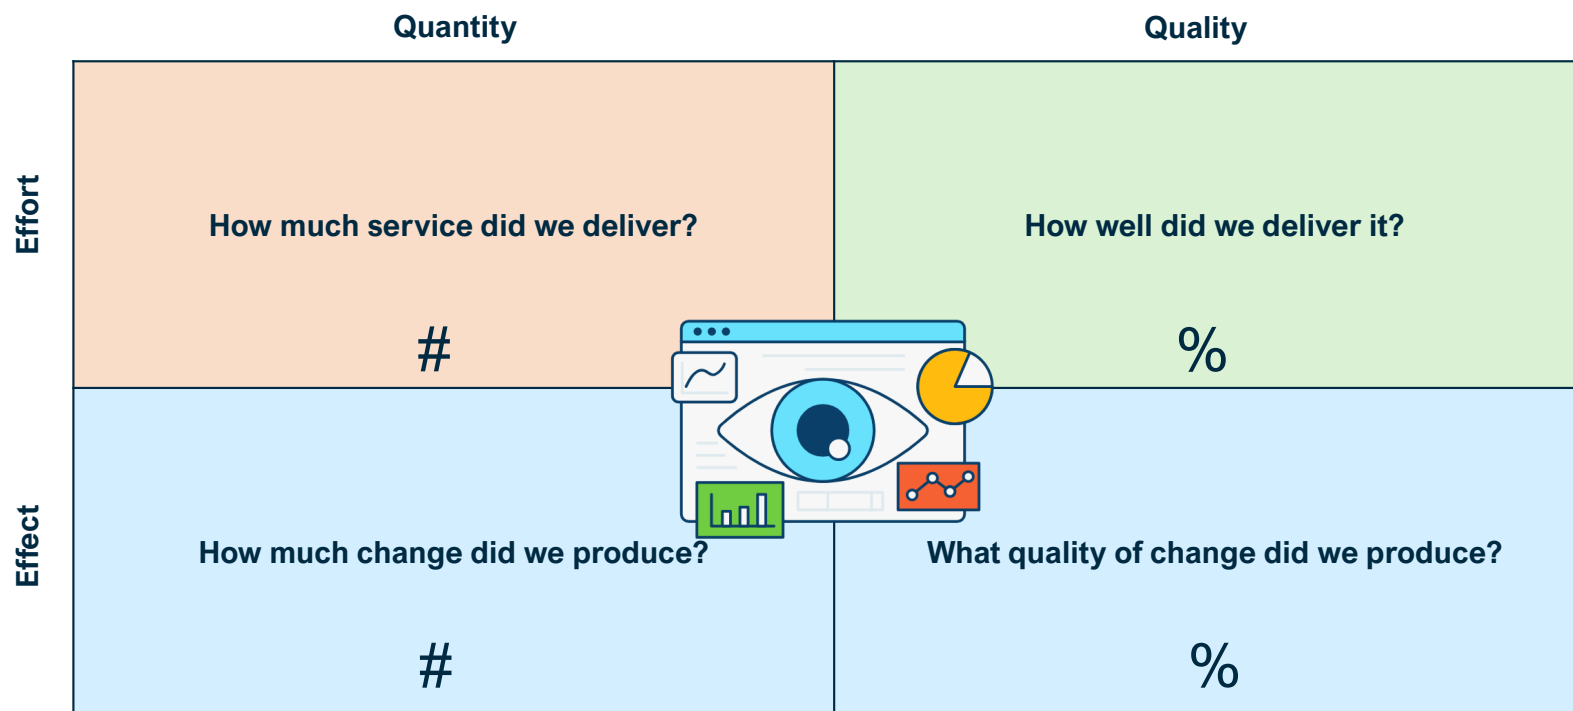 Quantity
Quality
Effort
How much service did we deliver?
How well did we deliver it?
#
%
Effect
How much change did we produce?
What quality of change did we produce?
#
%